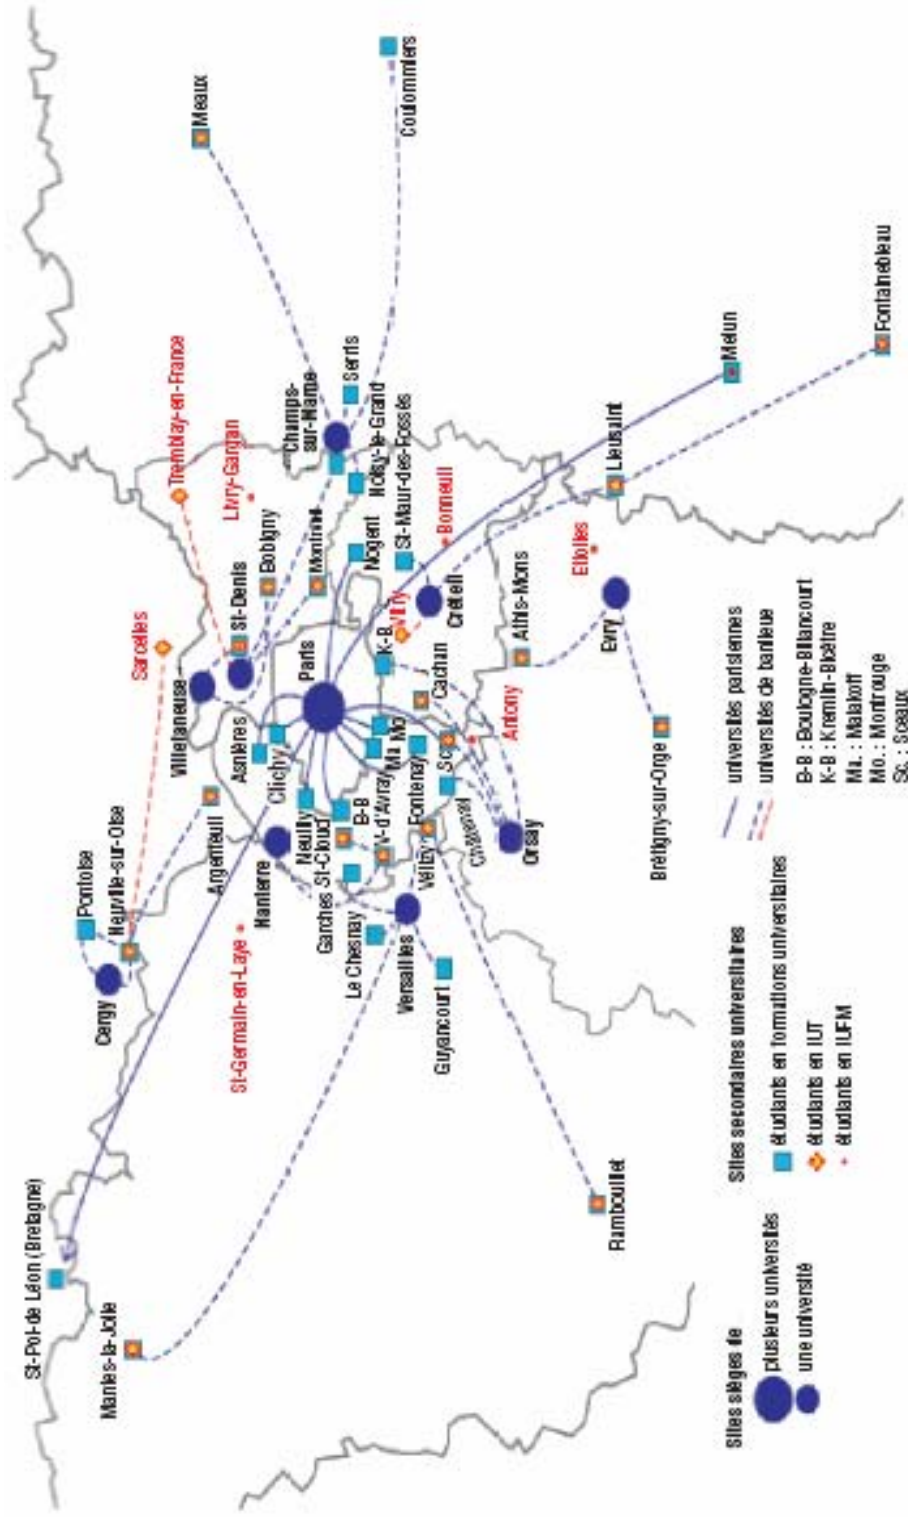 St-Pol-de Léon (Bretagne)
Mantes-la-Jolie
Pontoise
Neuville-sur-Oise
Cergy
Sarcelles
Tremblay-en-France
Meaux
Argenteuil
Villetaneuse
St-Denis
Livry-Gargan
Bobigny
St-Germain-en-Laye
Nanterre
Asnières
Clichy
Paris
Montreuil
Champs-
sur-Marne
Serris
Coulommiers
Neuilly
Noisy-le-Grand
Garches
St-Cloud
B-B
Nogent
Le Chesnay
V-d'Avray
Ma
Mo
K-B
Vitry
St-Maur-des-Fossés
Versailles
Velizy
Fontenay
Cachan
Créteil
Bonneuil
Guyancourt
Châtenay
Sc
Antony
Orsay
Athis-Mons
Etiolles
Lieusaint
Evry
Rambouillet
Brétigny-sur-Orge
Melun
Fontainebleau
Sites sièges de
plusieurs universités
une université
Sites secondaires universitaires
étudiants en formations universitaires
étudiants en IUT
étudiants en IUFM
universités parisiennes
universités de banlieue
B-B : Boulogne-Billancourt
K-B : Kremlin-Bicêtre
Ma. : Malakoff
Mo. : Montrouge
Sc. : Sceaux